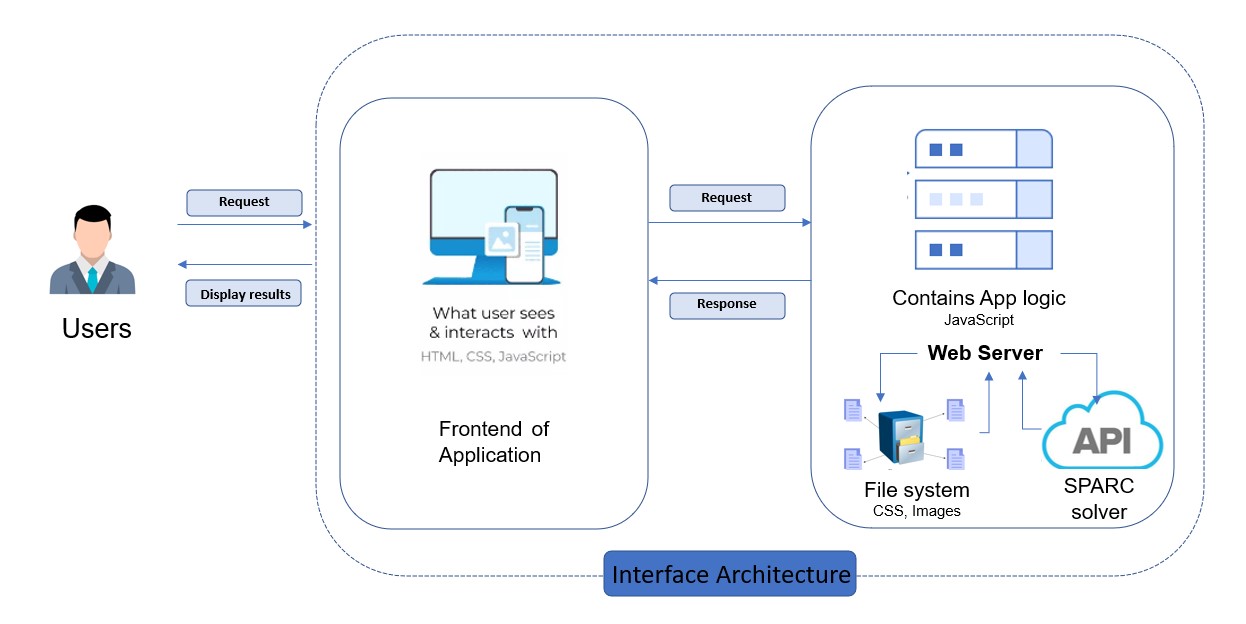 Request
Display results
Users
What user sees
& interacts with
HTML, CSS, JavaScript
Frontend of
Application
Request
Response
Contains App logic
JavaScript
Web Server
File system
CSS, Images
API
SPARC
solver
Interface Architecture